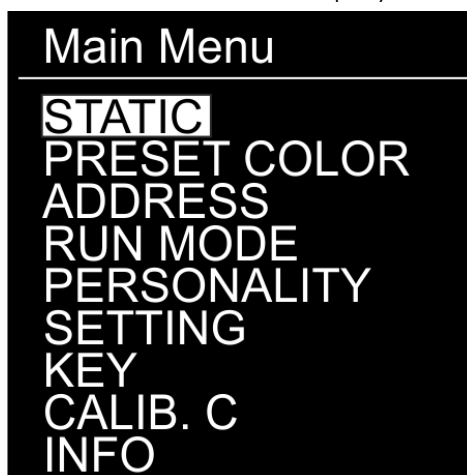 Main Menu
STATIC
PRESET COLOR
ADDRESS
RUN MODE
PERSONALITY
SETTING
KEY
CALIB. C
INFO